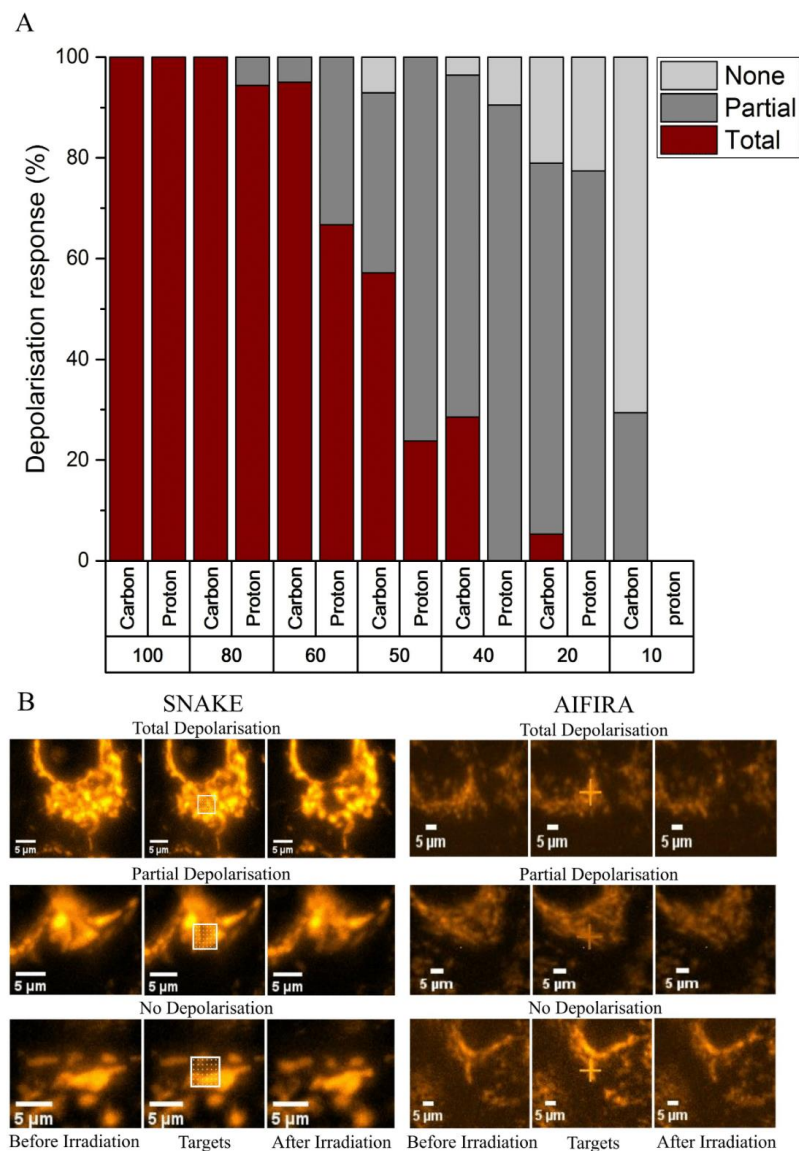 A
Depolarisation response (%)
100
80
60
40
20
0
None
Partial
Total
Carbon Proton Carbon Proton Carbon Proton Carbon Proton Carbon Proton Carbon Proton Carbon proton
100 80 60 50 40 20 10
B SNAKE AIFIRA
Total Depolarisation Total Depolarisation
5 µm 5 µm 5 µm 5 µm 5 µm 5 µm
Partial Depolarisation Partial Depolarisation
5 µm 5 µm 5 µm 5 µm 5 µm 5 µm
No Depolarisation No Depolarisation
5 µm 5 µm 5 µm 5 µm 5 µm 5 µm
Before Irradiation Targets After Irradiation Before Irradiation Targets After Irradiation